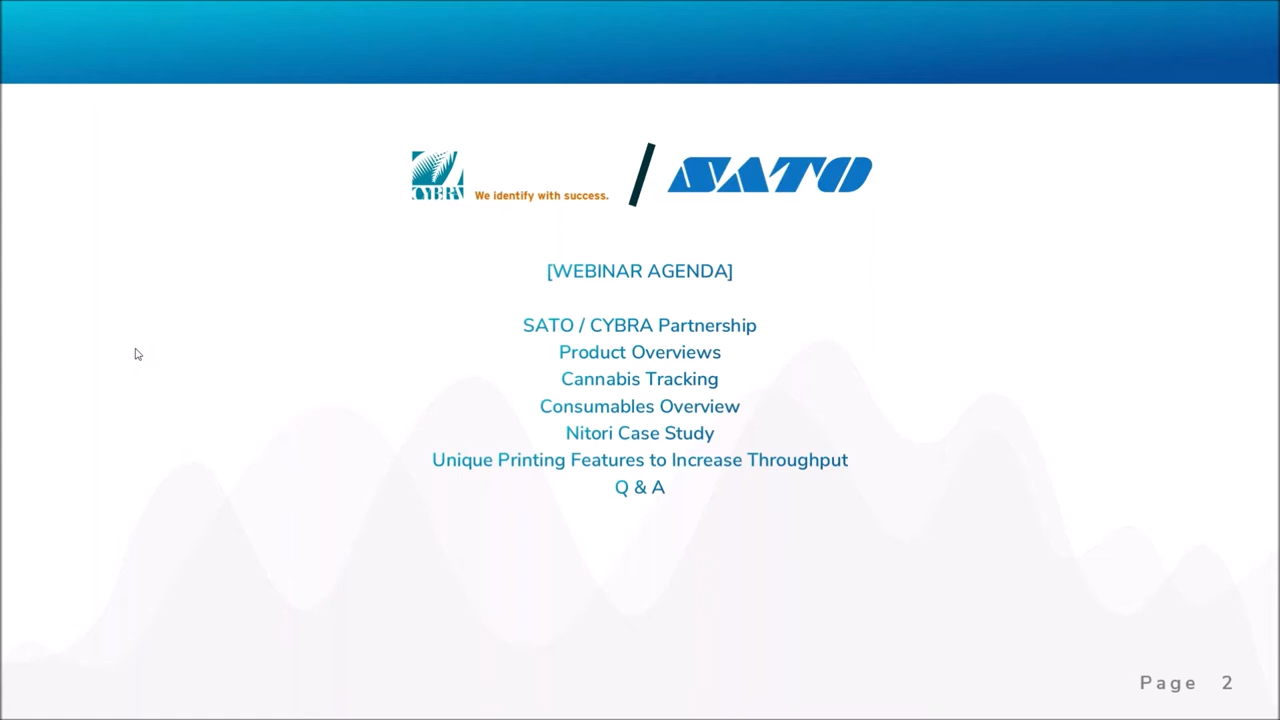 CYBRA We identify with success. / SATO
[WEBINAR AGENDA]
SATO / CYBRA Partnership
Product Overviews
Cannabis Tracking
Consumables Overview
Nitori Case Study
Unique Printing Features to Increase Throughput
Q & A
Page 2